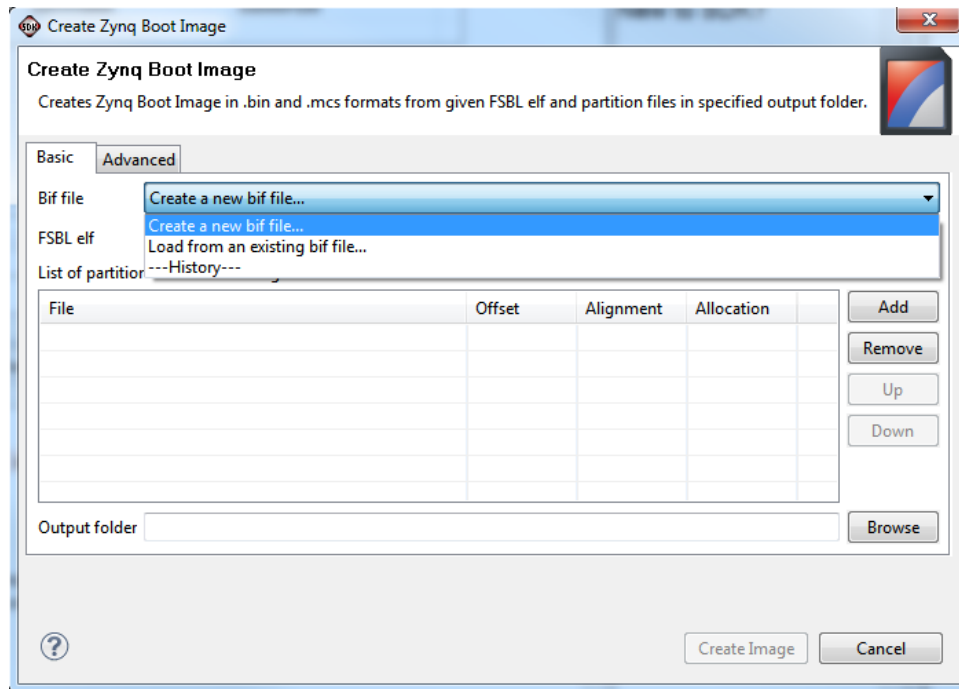 SDK Create Zynq Boot Image
x
Create Zynq Boot Image
Creates Zynq Boot Image in .bin and .mcs formats from given FSBL elf and partition files in specified output folder.
Basic Advanced
Bif file Create a new bif file...
Create a new bif file...
FSBL elf
Load from an existing bif file...
List of partition
---History---
File Offset Alignment Allocation Add
Remove
Up
Down
Output folder Browse
? Create Image Cancel